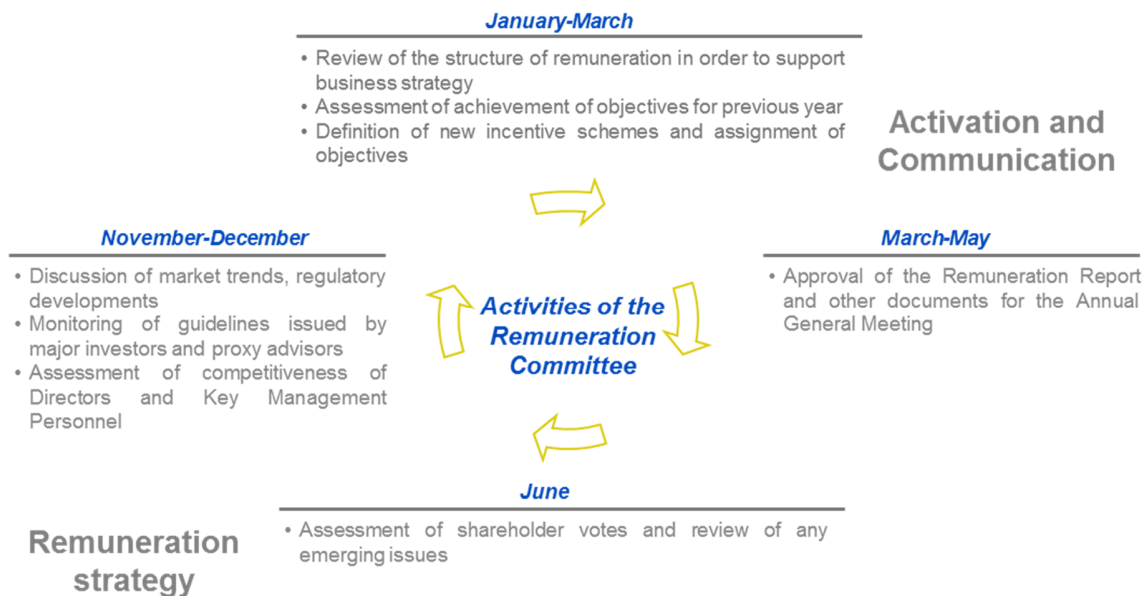 January-March
• Review of the structure of remuneration in order to support
business strategy
• Assessment of achievement of objectives for previous year
• Definition of new incentive schemes and assignment of
objectives
Activation and
Communication
November-December
• Discussion of market trends, regulatory
developments
• Monitoring of guidelines issued by
major investors and proxy advisors
• Assessment of competitiveness of
Directors and Key Management
Personnel
Activities of the
Remuneration
Committee
March-May
• Approval of the Remuneration Report
and other documents for the Annual
General Meeting
June
• Assessment of shareholder votes and review of any
emerging issues
Remuneration
strategy